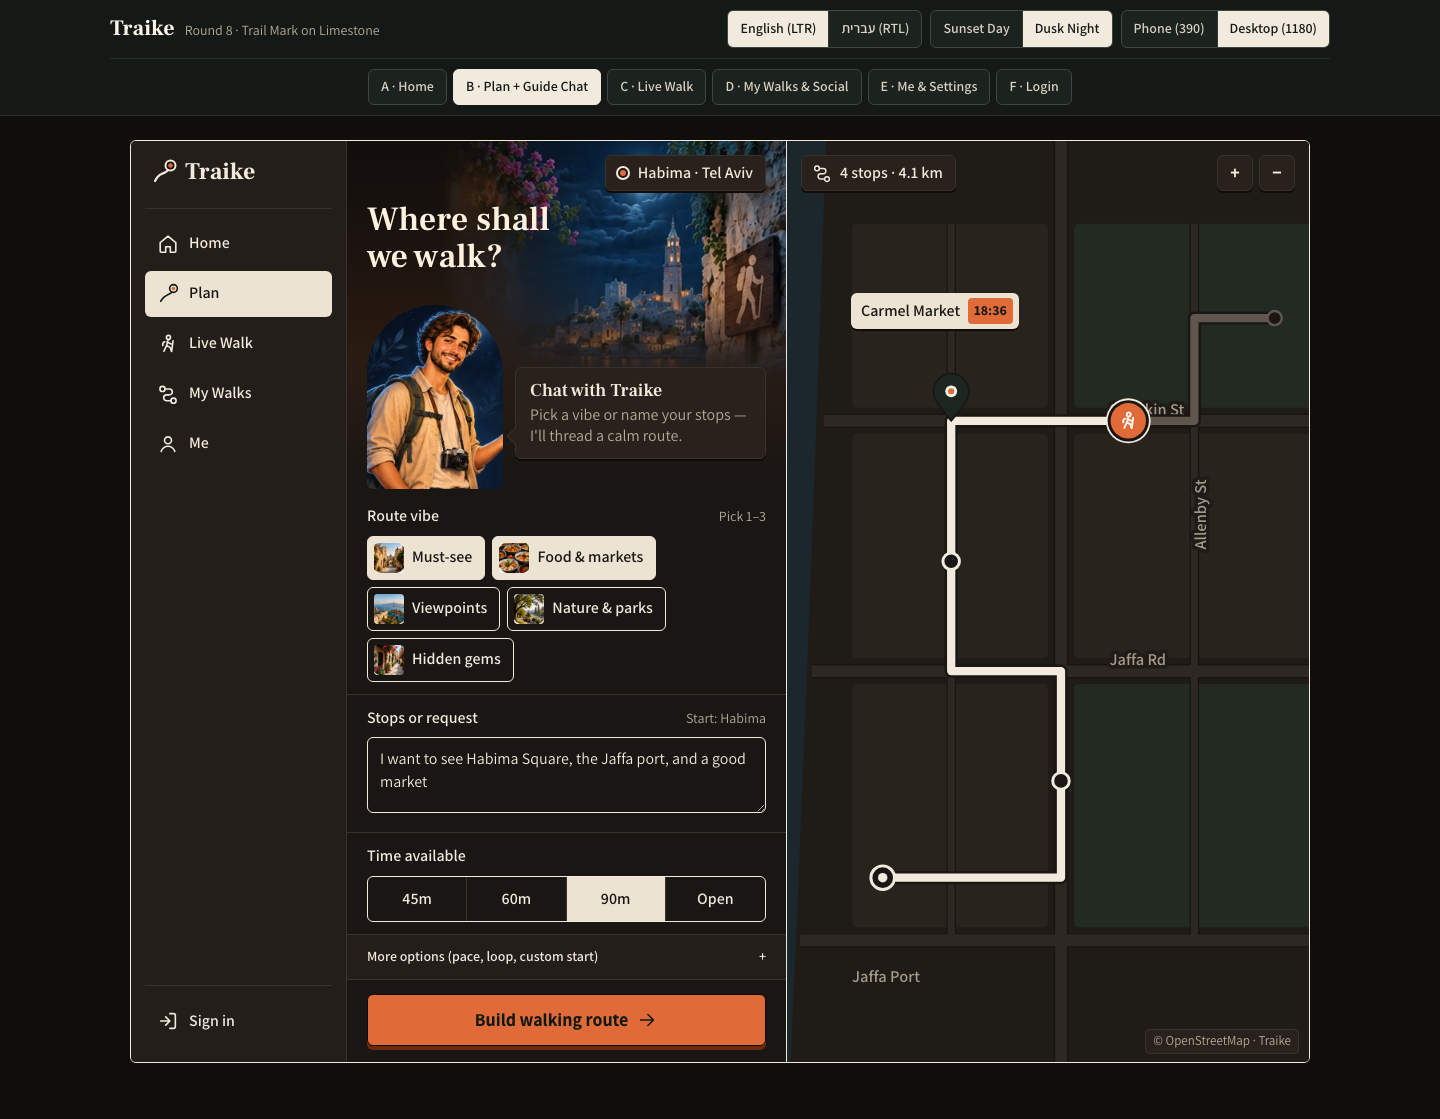 Traike
Round 8 · Trail Mark on Limestone
English (LTR)
עברית (RTL)
Sunset Day
Dusk Night
Phone (390)
Desktop (1180)
A · Home
B · Plan + Guide Chat
C · Live Walk
D · My Walks & Social
E · Me & Settings
F · Login
Traike
Home
Plan
Live Walk
My Walks
Me
Sign in
Habima · Tel Aviv
Where shall
we walk?
Chat with Traike
Pick a vibe or name your stops —
I'll thread a calm route.
Route vibe
Pick 1–3
Must-see
Food & markets
Viewpoints
Nature & parks
Hidden gems
Stops or request
Start: Habima
I want to see Habima Square, the Jaffa port, and a good
market
Time available
45m
60m
90m
Open
More options (pace, loop, custom start)
+
Build walking route →
4 stops · 4.1 km
+
−
Carmel Market
18:36
kin St
Allenby St
Jaffa Rd
Jaffa Port
© OpenStreetMap · Traike